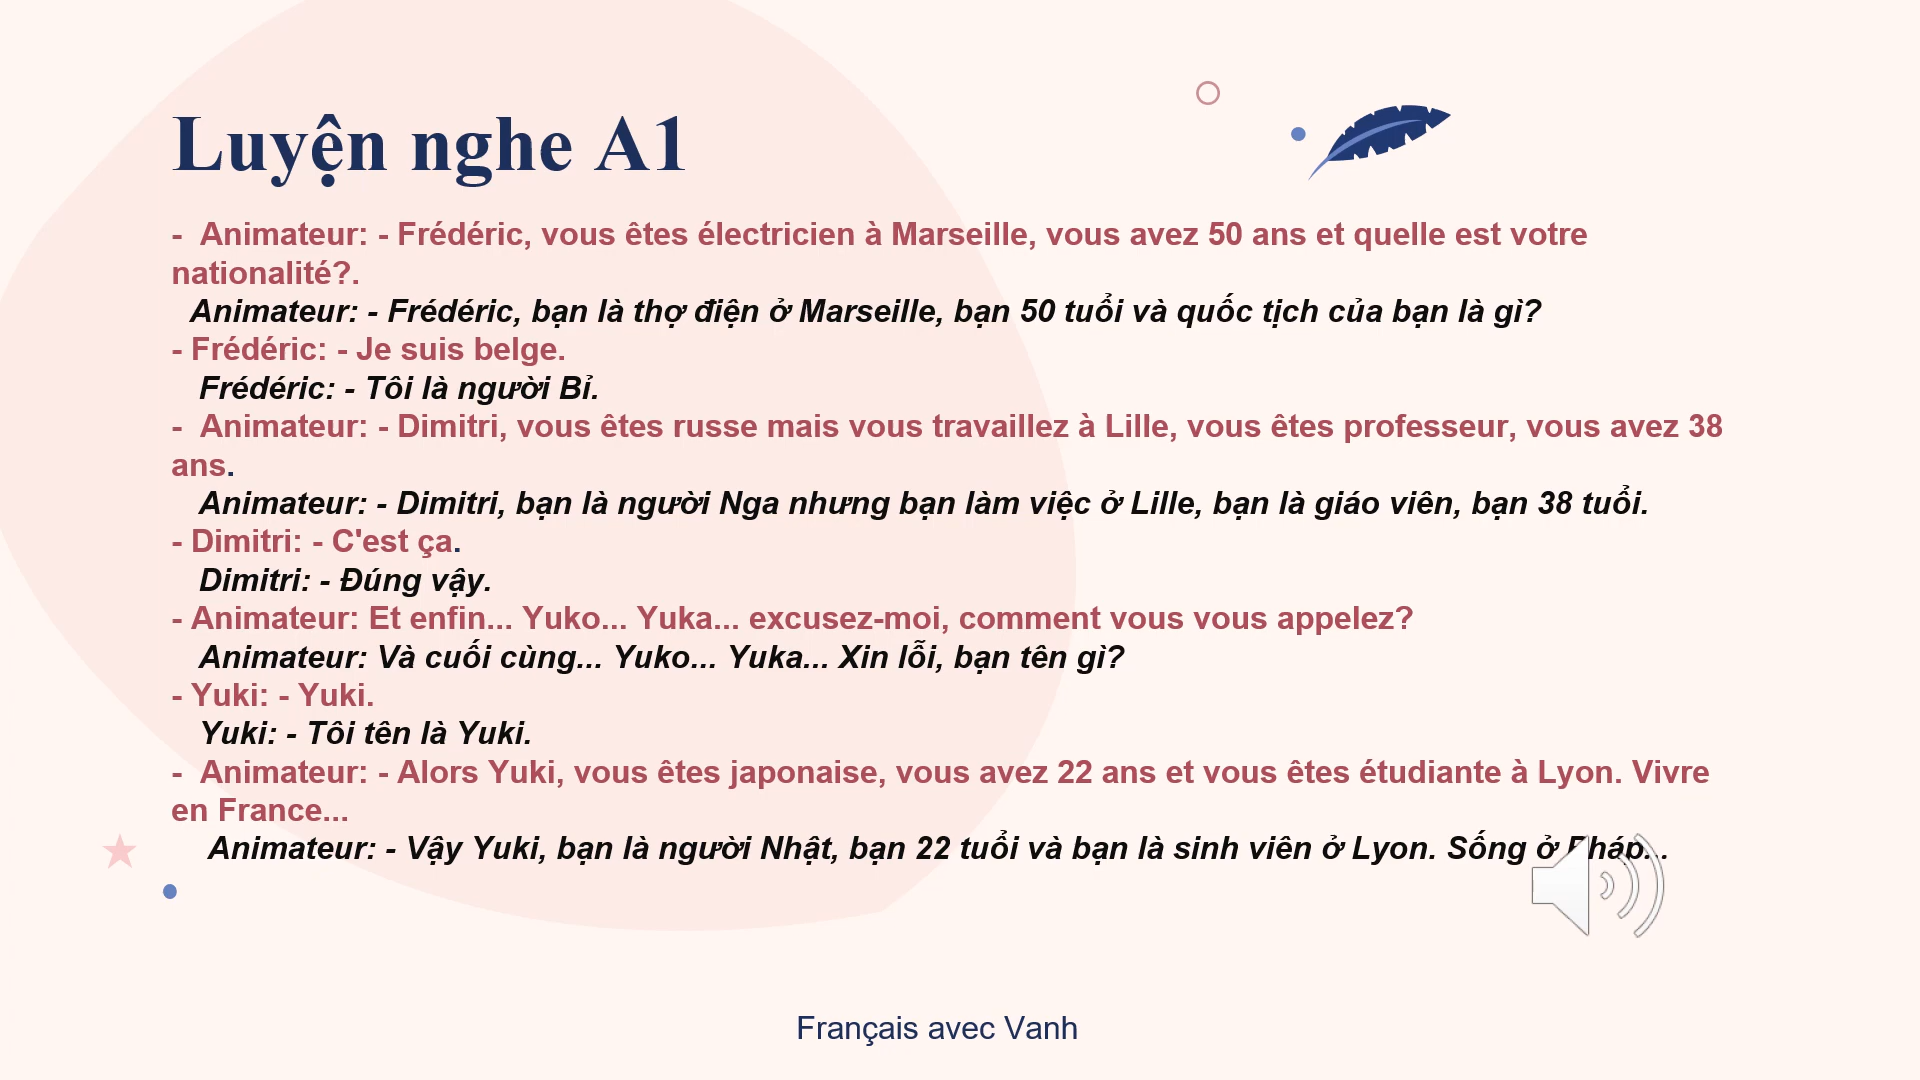 Luyện nghe A1
-  Animateur: - Frédéric, vous êtes électricien à Marseille, vous avez 50 ans et quelle est votre
nationalité?.
Animateur: - Frédéric, bạn là thợ điện ở Marseille, bạn 50 tuổi và quốc tịch của bạn là gì?
- Frédéric: - Je suis belge.
Frédéric: - Tôi là người Bỉ.
-  Animateur: - Dimitri, vous êtes russe mais vous travaillez à Lille, vous êtes professeur, vous avez 38
ans.
Animateur: - Dimitri, bạn là người Nga nhưng bạn làm việc ở Lille, bạn là giáo viên, bạn 38 tuổi.
- Dimitri: - C'est ça.
Dimitri: - Đúng vậy.
- Animateur: Et enfin... Yuko... Yuka... excusez-moi, comment vous vous appelez?
Animateur: Và cuối cùng... Yuko... Yuka... Xin lỗi, bạn tên gì?
- Yuki: - Yuki.
Yuki: - Tôi tên là Yuki.
-  Animateur: - Alors Yuki, vous êtes japonaise, vous avez 22 ans et vous êtes étudiante à Lyon. Vivre
en France...
Animateur: - Vậy Yuki, bạn là người Nhật, bạn 22 tuổi và bạn là sinh viên ở Lyon. Sống ở Pháp...
Français avec Vanh